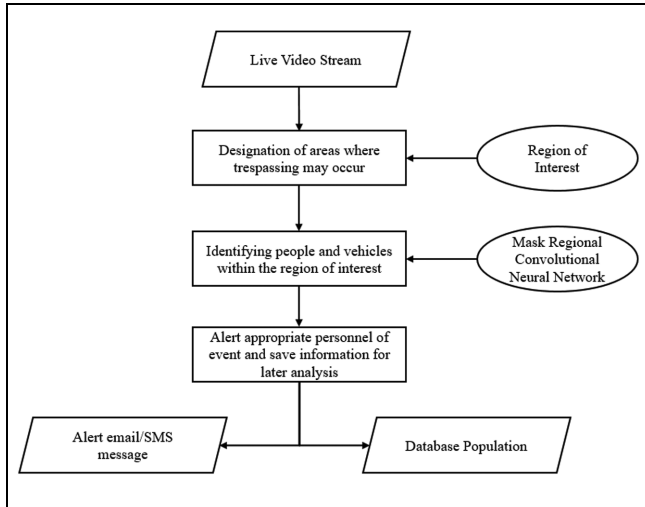 Live Video Stream
Designation of areas where
trespassing may occur
Region of
Interest
Identifying people and vehicles
within the region of interest
Mask Regional
Convolutional
Neural Network
Alert appropriate personnel of
event and save information for
later analysis
Alert email/SMS
message
Database Population